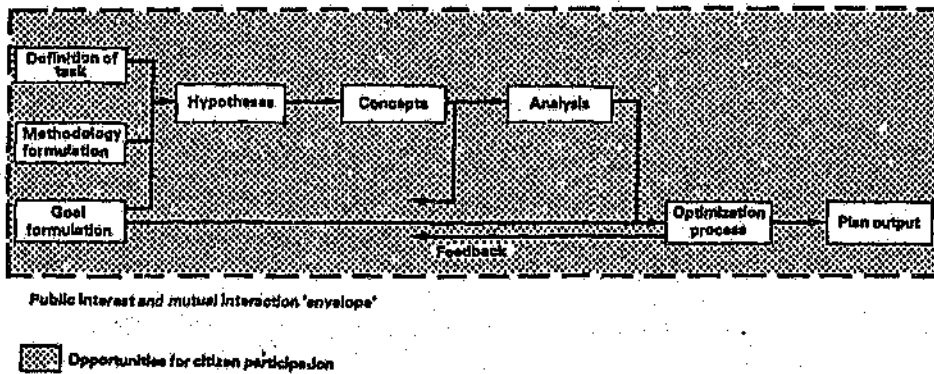 Definition of
task
Hypotheses
Concepts
Analysis
Methodology
formulation
Goal
formulation
Optimization
process
Plan output
Feedback
Public interest and mutual interaction 'envelope'
Opportunities for citizen participation